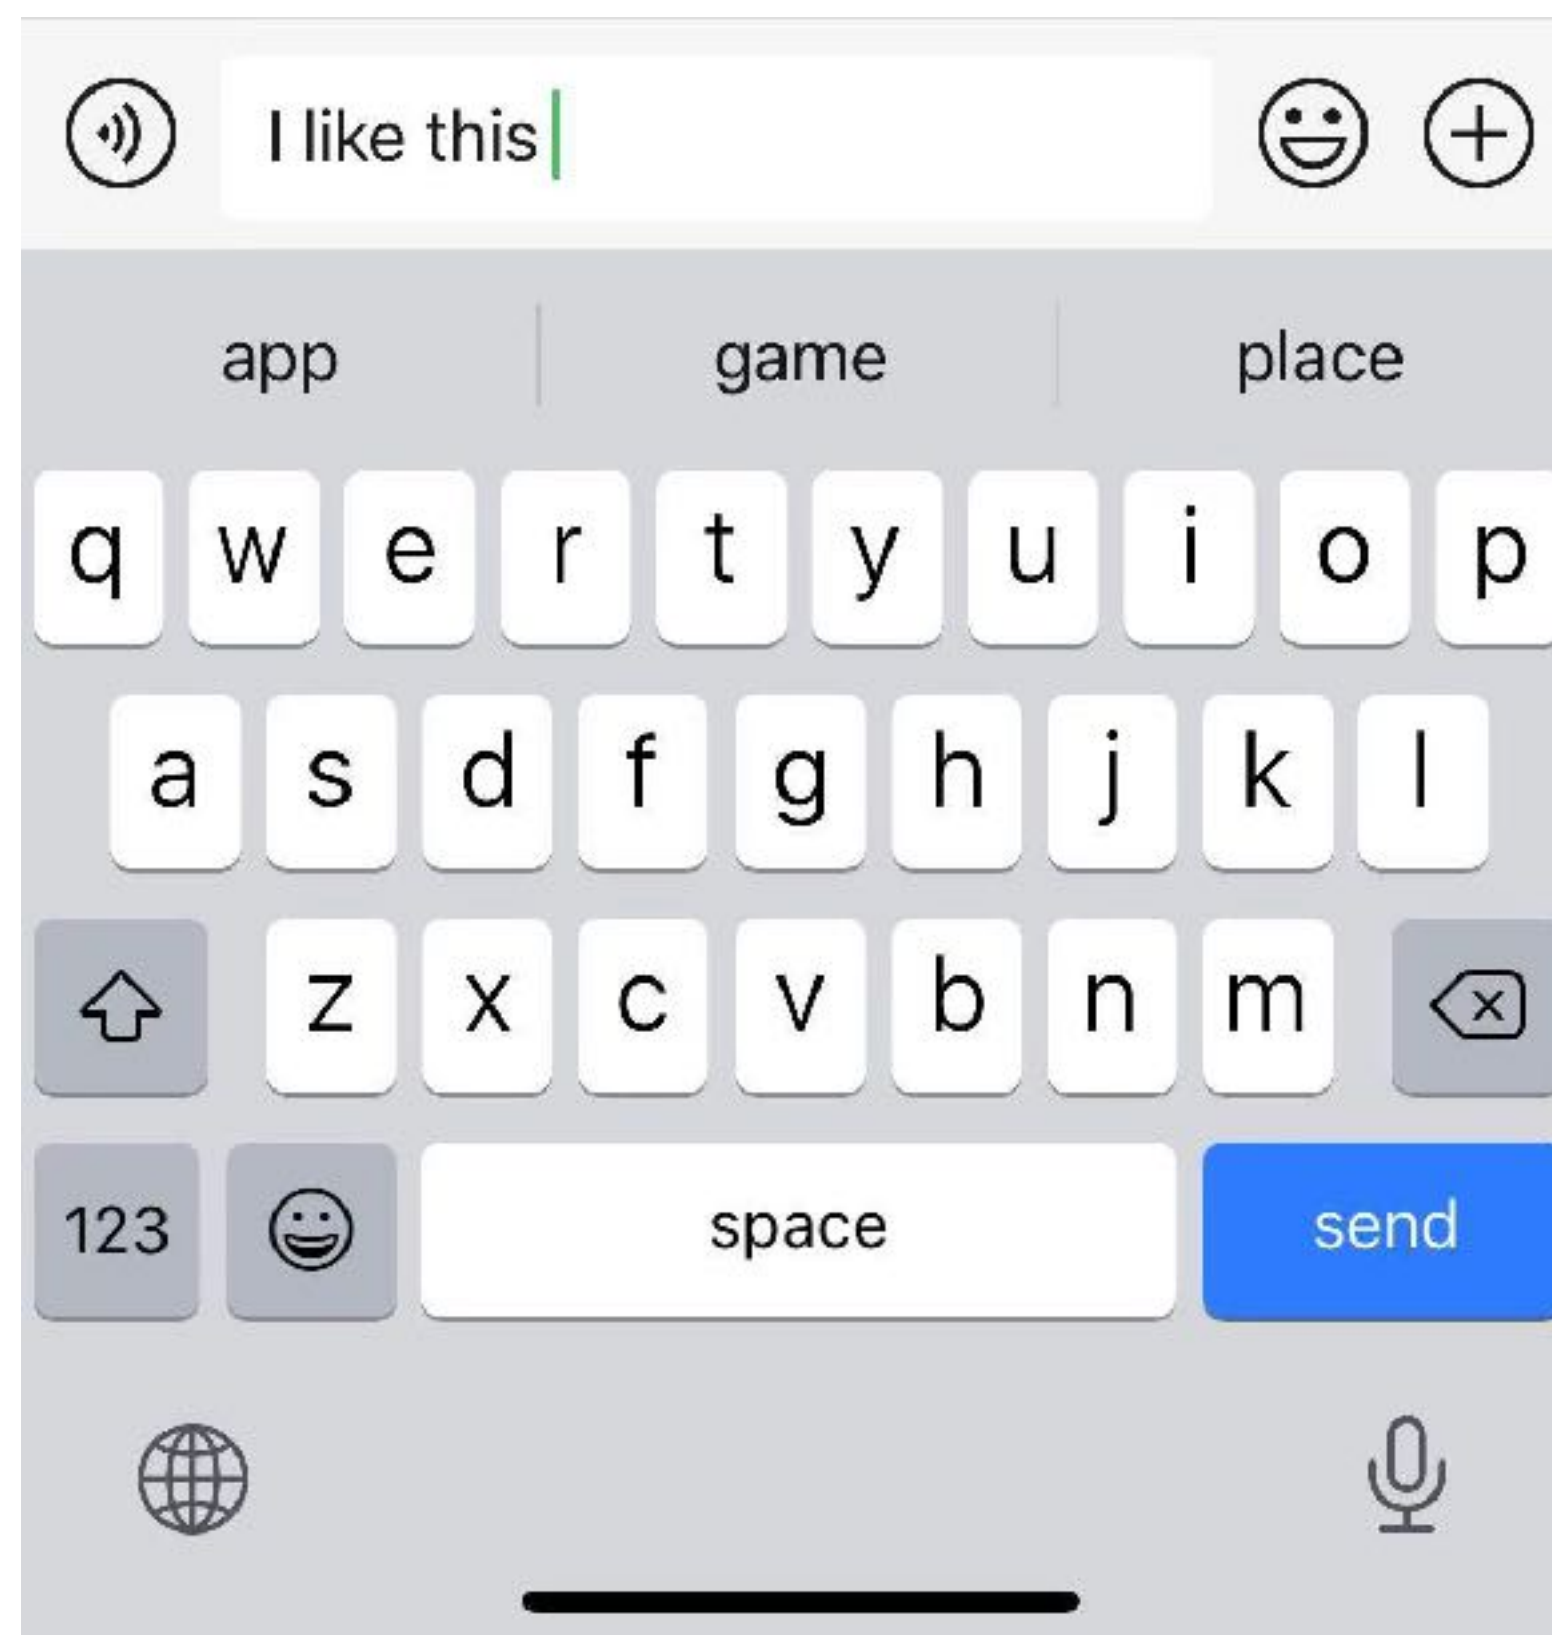 I like this
app game place
q w e r t y u i o p
a s d f g h j k l
z x c v b n m
123 space send